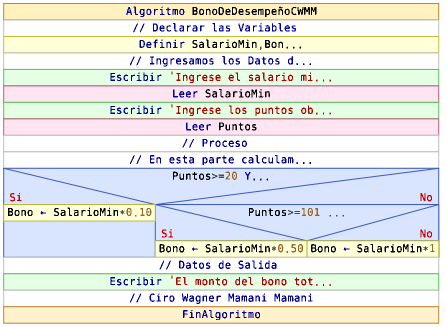 Algoritmo BonoDeDesempeñoCWMM
// Declarar las Variables
Definir SalarioMin,Bon...
// Ingresamos los Datos d...
Escribir 'Ingrese el salario mi...
Leer SalarioMin
Escribir 'Ingrese los puntos ob...
Leer Puntos
// Proceso
// En esta parte calculam...
Puntos>=20 Y...
Si No
Bono ← SalarioMin*0.10
Puntos>=101 ...
Si No
Bono ← SalarioMin*0.50
Bono ← SalarioMin*1
// Datos de Salida
Escribir 'El monto del bono tot...
// Ciro Wagner Mamani Mamani
FinAlgoritmo